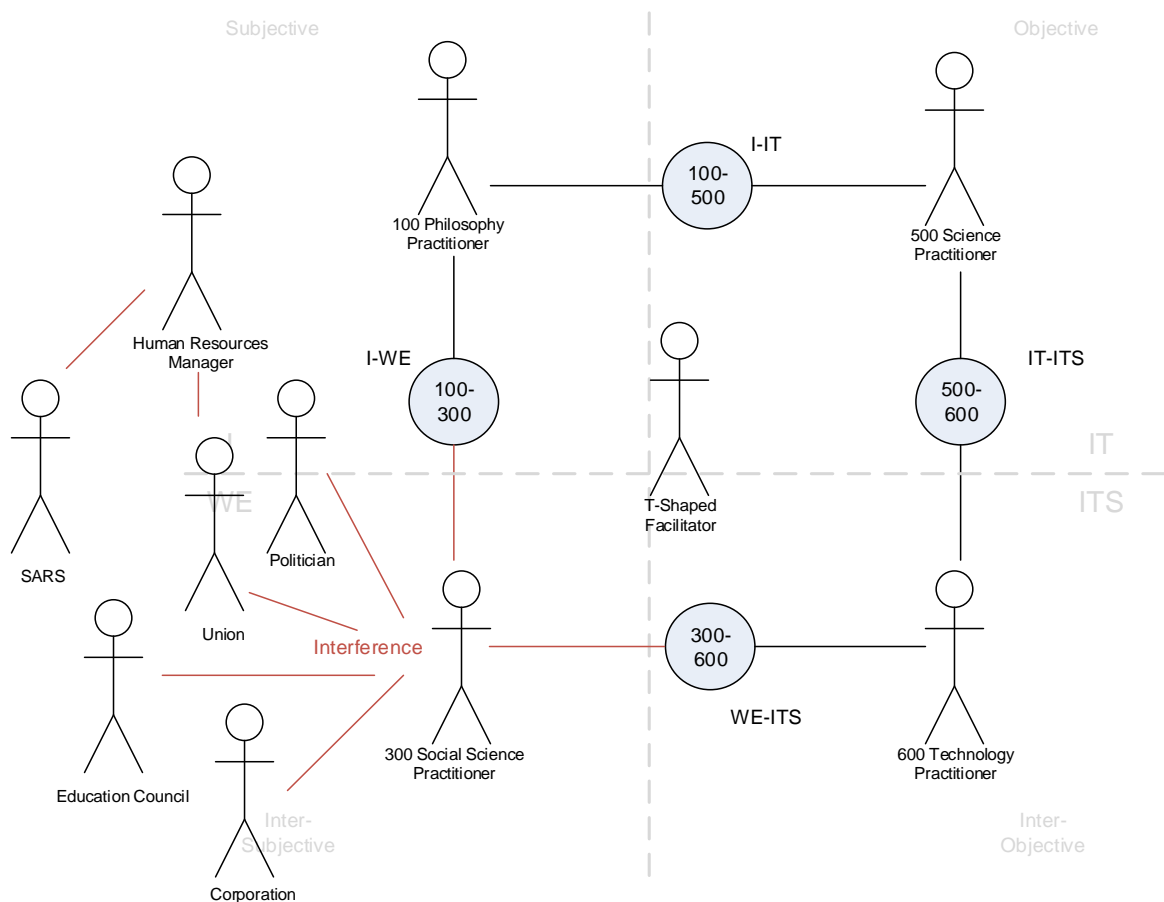 Subjective
Objective
I-IT
100-
500
100 Philosophy
Practitioner
500 Science
Practitioner
Human Resources
Manager
I-WE
100-
300
IT-ITS
500-
600
I
IT
WE
ITS
T-Shaped
Facilitator
SARS
Politician
Union
Interference
300-
600
WE-ITS
300 Social Science
Practitioner
600 Technology
Practitioner
Education Council
Inter-
Subjective
Inter-
Objective
Corporation